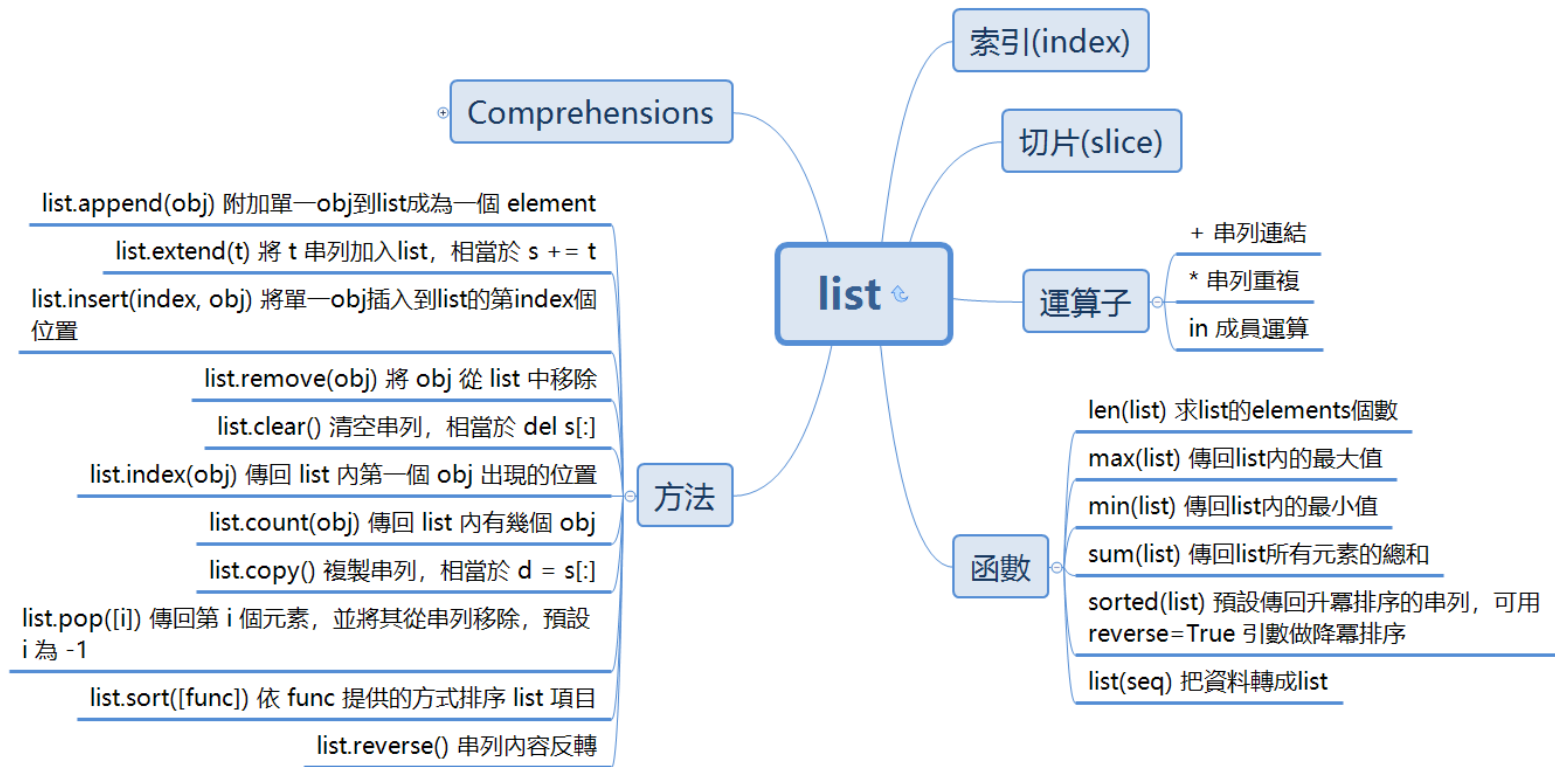 索引(index)
Comprehensions
切片(slice)
list
運算子
+ 串列連結
* 串列重複
in 成員運算
函數
len(list) 求list的elements個數
max(list) 傳回list內的最大值
min(list) 傳回list內的最小值
sum(list) 傳回list所有元素的總和
sorted(list) 預設傳回升冪排序的串列，可用
reverse=True 引數做降冪排序
list(seq) 把資料轉成list
方法
list.append(obj) 附加單一obj到list成為一個 element
list.extend(t) 將 t 串列加入list，相當於 s += t
list.insert(index, obj) 將單一obj插入到list的第index個
位置
list.remove(obj) 將 obj 從 list 中移除
list.clear() 清空串列，相當於 del s[:]
list.index(obj) 傳回 list 內第一個 obj 出現的位置
list.count(obj) 傳回 list 內有幾個 obj
list.copy() 複製串列，相當於 d = s[:]
list.pop([i]) 傳回第 i 個元素，並將其從串列移除，預設
i 為 -1
list.sort([func]) 依 func 提供的方式排序 list 項目
list.reverse() 串列內容反轉